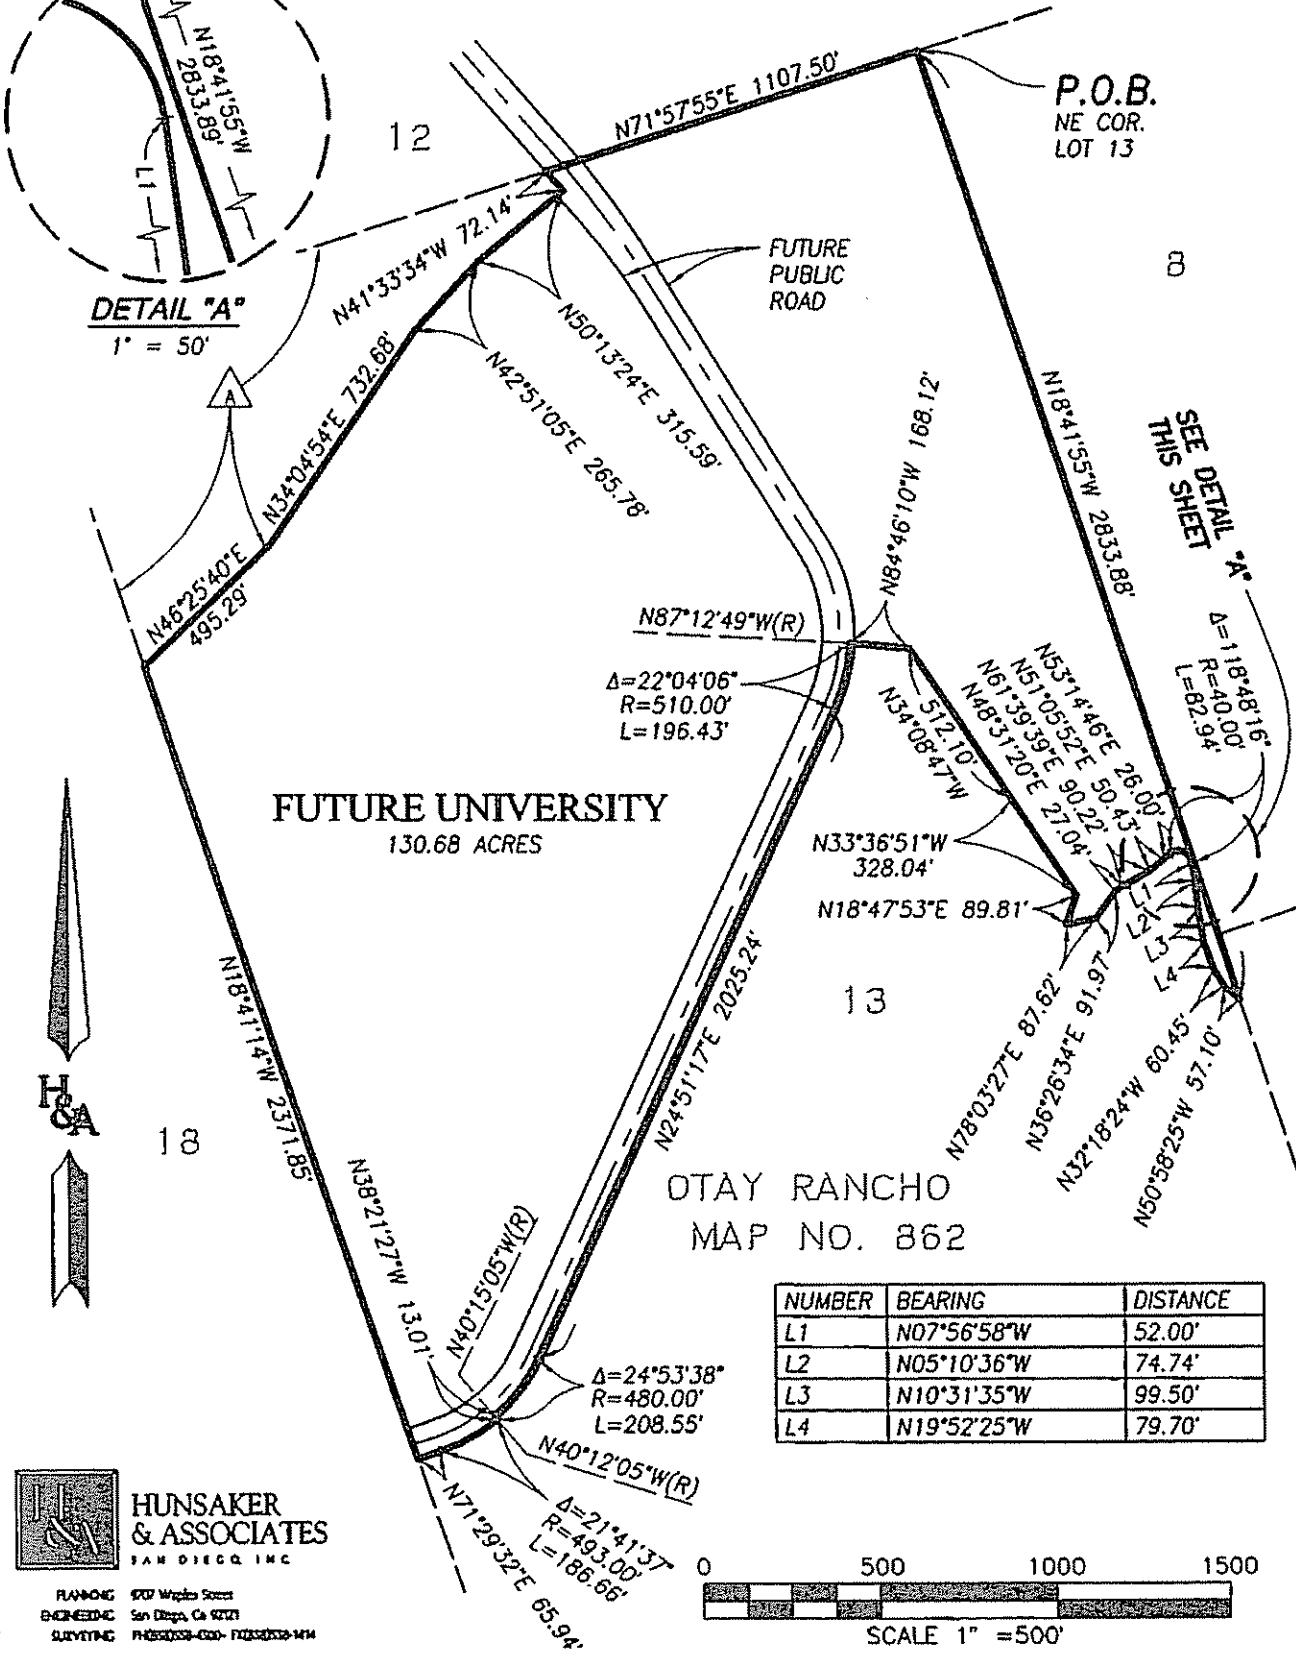 N18°41'55"W
2833.89'
L1
DETAIL "A"
1" = 50'
12
N71°57'55"E 1107.50'
P.O.B.
NE COR.
LOT 13
8
FUTURE
PUBLIC
ROAD
N41°33'34"W 72.14'
N50°13'24"E 315.59'
N42°51'05"E 265.78'
N34°04'54"E 732.68'
A
N46°25'40"E
495.29'
N18°41'55"W 2833.88'
SEE DETAIL "A"
THIS SHEET
N84°46'10"W 168.12'
N87°12'49"W(R)
Δ=22°04'06"
R=510.00'
L=196.43'
512.10'
N34°08'47"W
N53°14'46"E 26.00'
N51°05'52"E 50.43'
N61°39'39"E 90.22'
N48°31'20"E 27.04'
Δ=118°48'16"
R=40.00'
L=82.94'
FUTURE UNIVERSITY
130.68 ACRES
N33°36'51"W
328.04'
N18°47'53"E 89.81'
L1
L2
L3
L4
13
N78°03'27"E 87.62'
N36°26'34"E 91.97'
N32°18'24"W 60.45'
N50°58'25"W 57.10'
N24°51'17"E 2025.24'
N18°41'14"W 2371.85'
H&A
18
OTAY RANCHO
MAP NO. 862
N38°21'27"W 13.01'
N40°15'05"W(R)
Δ=24°53'38"
R=480.00'
L=208.55'
N40°12'05"W(R)
Δ=21°41'37"
R=493.00'
L=186.66'
N71°29'32"E 65.94'
NUMBER BEARING DISTANCE
L1 N07°56'58"W 52.00'
L2 N05°10'36"W 74.74'
L3 N10°31'35"W 99.50'
L4 N19°52'25"W 79.70'
H&A
HUNSAKER
& ASSOCIATES
SAN DIEGO, INC
PLANNING
ENGINEERING San Diego, Ca
SURVEYING
0 500 1000 1500
SCALE 1" =500'